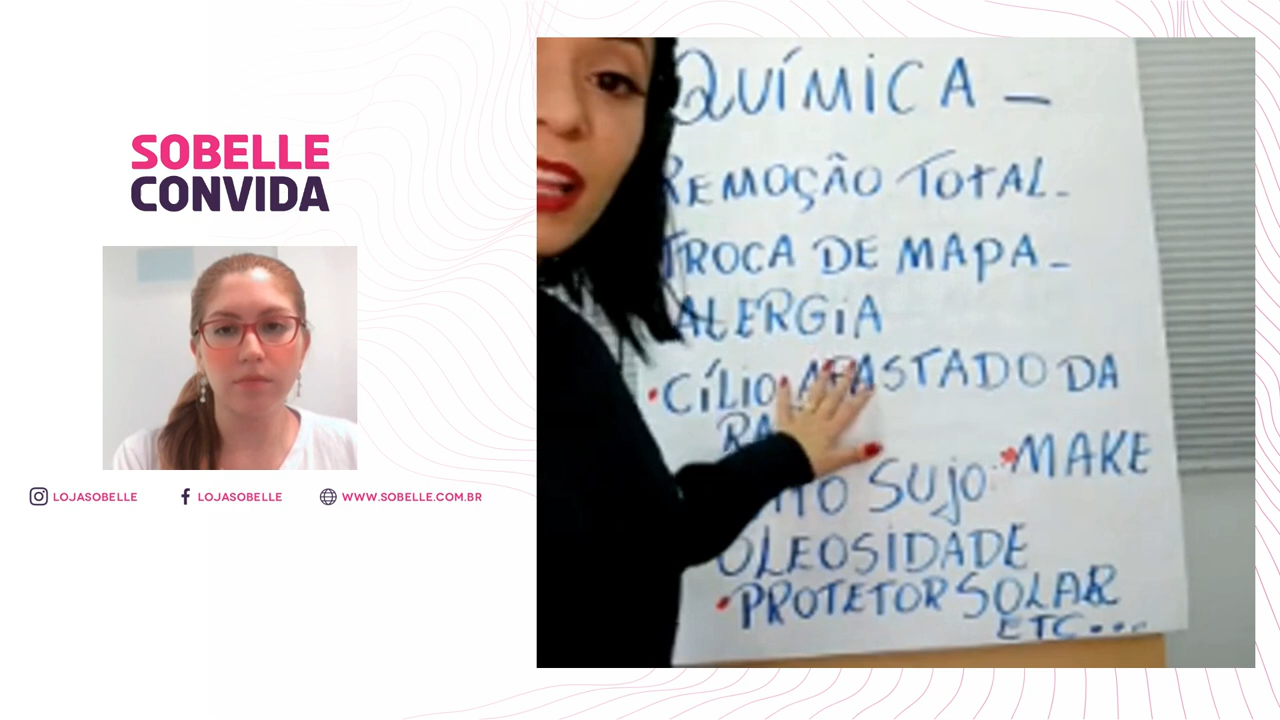 SOBELLE
CONVIDA
LOJASOBELLE
LOJASOBELLE
WWW.SOBELLE.COM.BR
QUÍMICA -
REMOÇÃO TOTAL -
TROCA DE MAPA -
ALERGIA
• CÍLIO AFASTADO DA
SUJO • MAKE
OLEOSIDADE
• PROTETOR SOLAR
ETC...